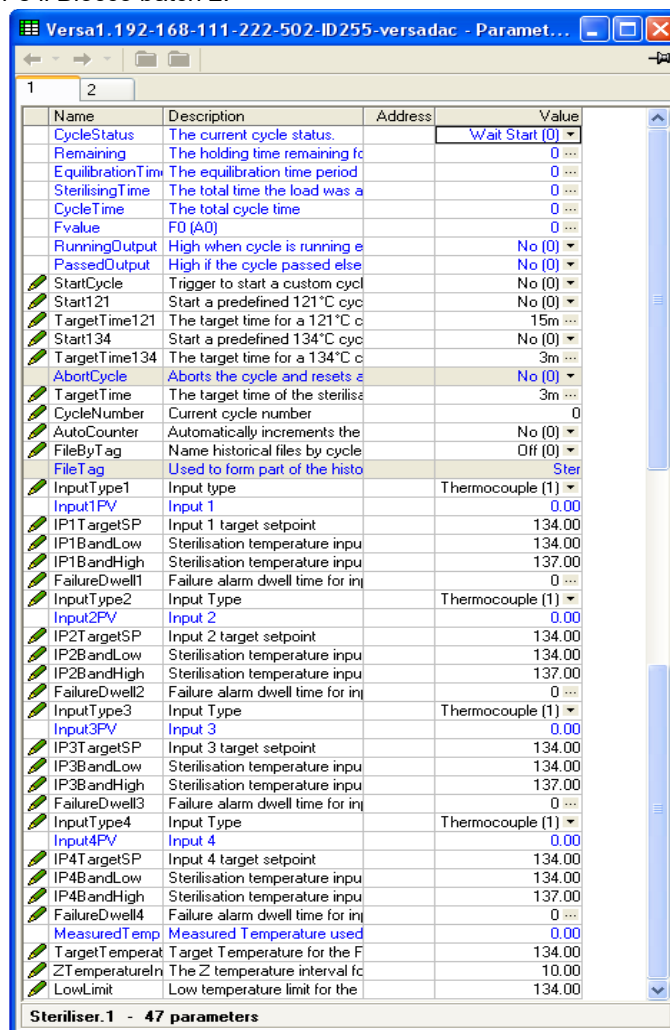 Versa1.192-168-111-222-502-ID255-versadac - Paramet...
1 2
Name Description Address Value
CycleStatus The current cycle status. Wait Start (0)
Remaining The holding time remaining fo 0 ...
EquilibrationTim The equilibration time period 0 ...
SterilisingTime The total time the load was a 0 ...
CycleTime The total cycle time 0 ...
Fvalue F0 (A0) 0 ...
RunningOutput High when cycle is running e No (0)
PassedOutput High if the cycle passed else No (0)
StartCycle Trigger to start a custom cycl No (0)
Start121 Start a predefined 121°C cyc No (0)
TargetTime121 The target time for a 121°C c 15m ...
Start134 Start a predefined 134°C cyc No (0)
TargetTime134 The target time for a 134°C c 3m ...
AbortCycle Aborts the cycle and resets a No (0)
TargetTime The target time of the sterilisa 3m ...
CycleNumber Current cycle number 0
AutoCounter Automatically increments the No (0)
FileByTag Name historical files by cycle Off (0)
FileTag Used to form part of the histo Ster
InputType1 Input type Thermocouple (1)
Input1PV Input 1 0.00
IP1TargetSP Input 1 target setpoint 134.00
IP1BandLow Sterilisation temperature inpu 134.00
IP1BandHigh Sterilisation temperature inpu 137.00
FailureDwell1 Failure alarm dwell time for inp 0 ...
InputType2 Input Type Thermocouple (1)
Input2PV Input 2 0.00
IP2TargetSP Input 2 target setpoint 134.00
IP2BandLow Sterilisation temperature inpu 134.00
IP2BandHigh Sterilisation temperature inpu 137.00
FailureDwell2 Failure alarm dwell time for inp 0 ...
InputType3 Input Type Thermocouple (1)
Input3PV Input 3 0.00
IP3TargetSP Input 3 target setpoint 134.00
IP3BandLow Sterilisation temperature inpu 134.00
IP3BandHigh Sterilisation temperature inpu 137.00
FailureDwell3 Failure alarm dwell time for inp 0 ...
InputType4 Input Type Thermocouple (1)
Input4PV Input 4 0.00
IP4TargetSP Input 4 target setpoint 134.00
IP4BandLow Sterilisation temperature inpu 134.00
IP4BandHigh Sterilisation temperature inpu 137.00
FailureDwell4 Failure alarm dwell time for inp 0 ...
MeasuredTemp Measured Temperature used 0.00
TargetTemperat Target Temperature for the F 134.00
ZTemperatureIn The Z temperature interval fo 10.00
LowLimit Low temperature limit for the 134.00
Steriliser.1 - 47 parameters